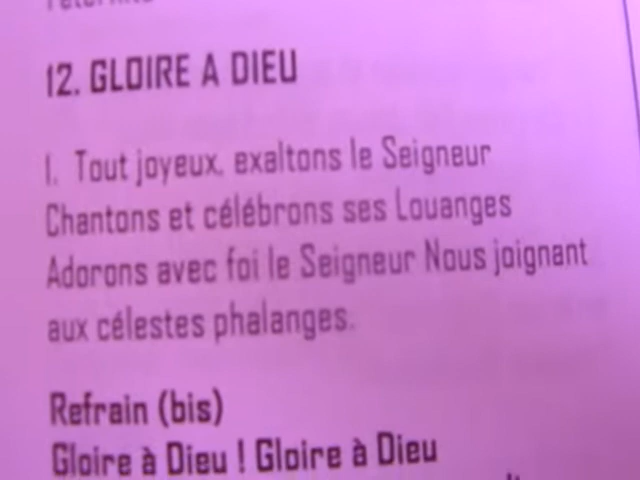 12. GLOIRE A DIEU
1. Tout joyeux, exaltons le Seigneur
Chantons et célébrons ses Louanges
Adorons avec foi le Seigneur Nous joignant
aux célestes phalanges.
Refrain (bis)
Gloire à Dieu ! Gloire à Dieu